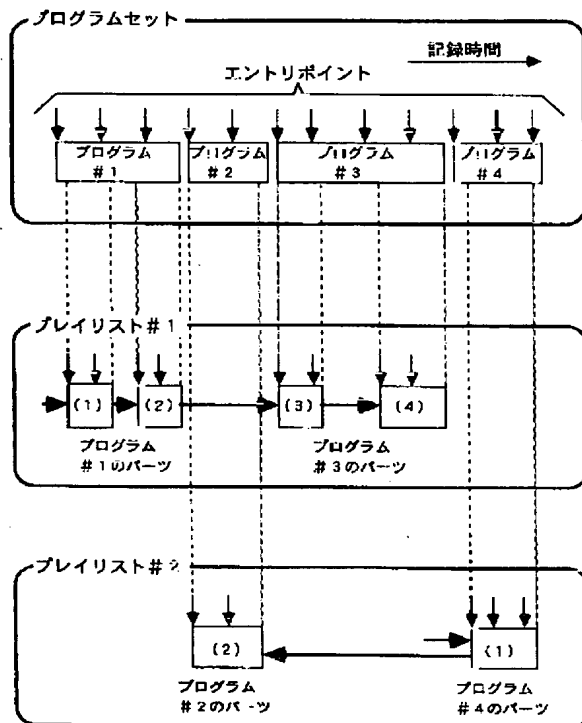 プログラムセット
記録時間
エントリポイント
プログラム
#1
プログラム
#2
プログラム
#3
プログラム
#4
プレイリスト#1
(1)
(2)
(3)
(4)
プログラム
#1のパーツ
プログラム
#3のパーツ
プレイリスト#2
(2)
(1)
プログラム
#2のパーツ
プログラム
#4のパーツ